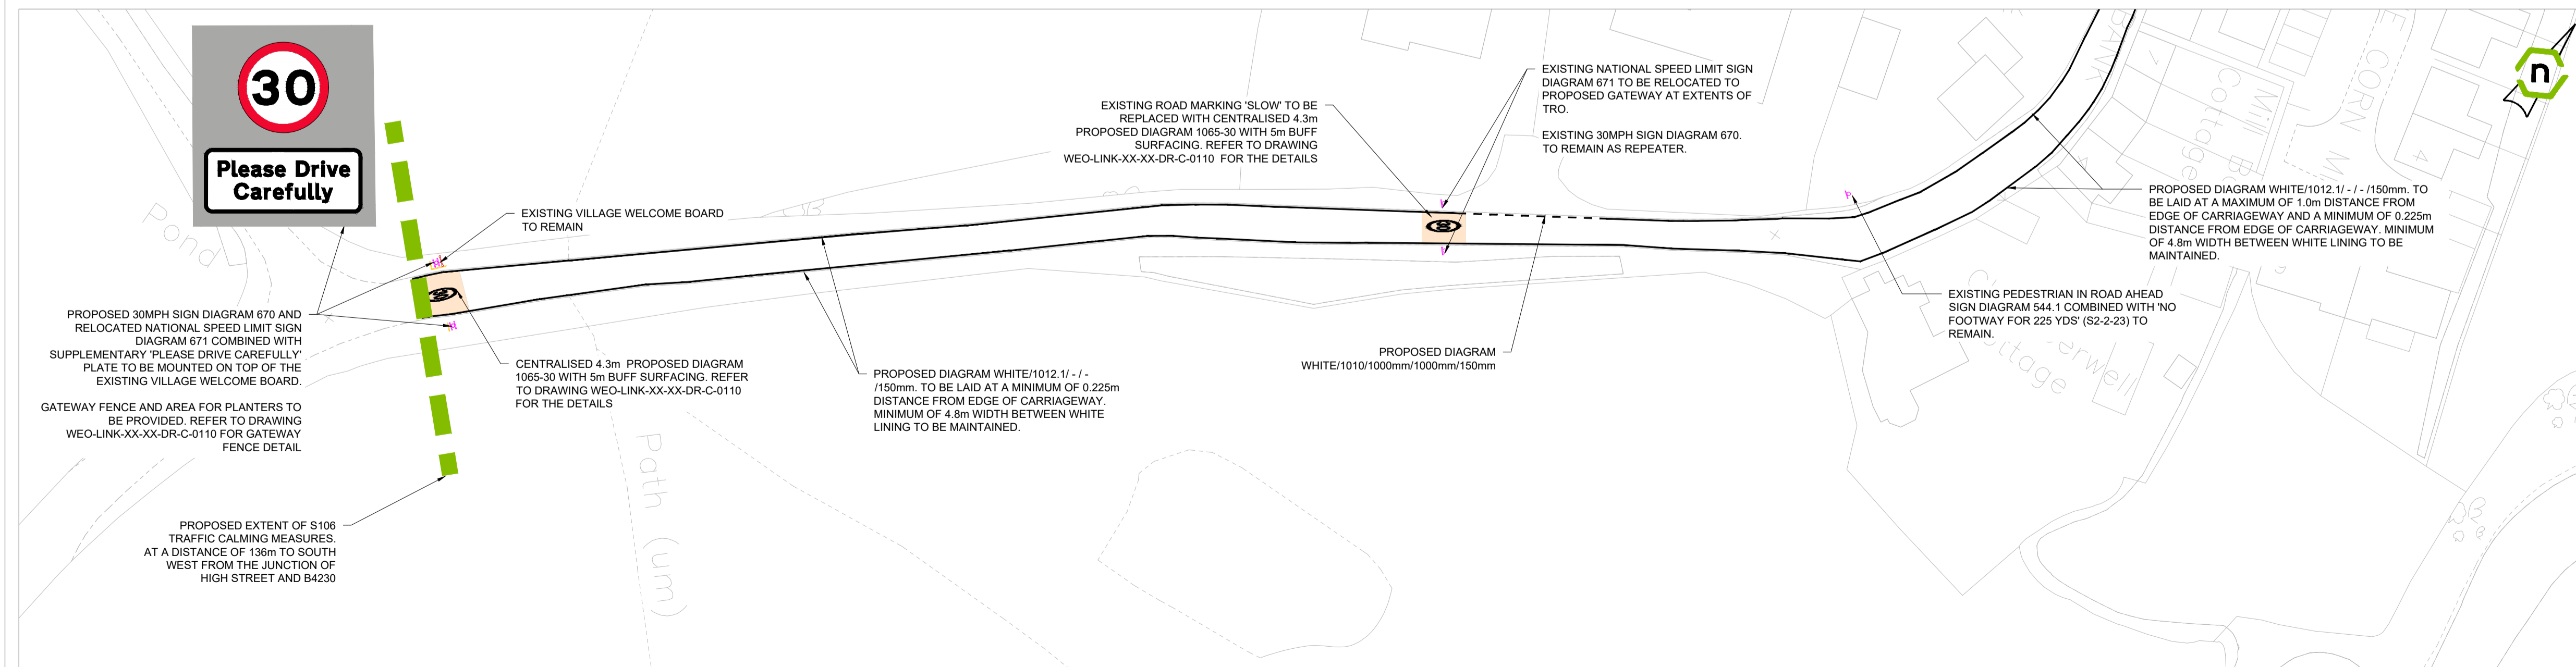 30
Please Drive
Carefully
Pond
EXISTING VILLAGE WELCOME BOARD
TO REMAIN
PROPOSED 30MPH SIGN DIAGRAM 670 AND
RELOCATED NATIONAL SPEED LIMIT SIGN
DIAGRAM 671 COMBINED WITH
SUPPLEMENTARY 'PLEASE DRIVE CAREFULLY'
PLATE TO BE MOUNTED ON TOP OF THE
EXISTING VILLAGE WELCOME BOARD.
GATEWAY FENCE AND AREA FOR PLANTERS TO
BE PROVIDED. REFER TO DRAWING
WEO-LINK-XX-XX-DR-C-0110 FOR GATEWAY
FENCE DETAIL
PROPOSED EXTENT OF S106
TRAFFIC CALMING MEASURES.
AT A DISTANCE OF 136m TO SOUTH
WEST FROM THE JUNCTION OF
HIGH STREET AND B4230
CENTRALISED 4.3m PROPOSED DIAGRAM
1065-30 WITH 5m BUFF SURFACING. REFER
TO DRAWING WEO-LINK-XX-XX-DR-C-0110
FOR THE DETAILS
Path (um)
PROPOSED DIAGRAM WHITE/1012.1/ - / -
/150mm. TO BE LAID AT A MINIMUM OF 0.225m
DISTANCE FROM EDGE OF CARRIAGEWAY.
MINIMUM OF 4.8m WIDTH BETWEEN WHITE
LINING TO BE MAINTAINED.
EXISTING ROAD MARKING 'SLOW' TO BE
REPLACED WITH CENTRALISED 4.3m
PROPOSED DIAGRAM 1065-30 WITH 5m BUFF
SURFACING. REFER TO DRAWING
WEO-LINK-XX-XX-DR-C-0110 FOR THE DETAILS
EXISTING NATIONAL SPEED LIMIT SIGN
DIAGRAM 671 TO BE RELOCATED TO
PROPOSED GATEWAY AT EXTENTS OF
TRO.
EXISTING 30MPH SIGN DIAGRAM 670.
TO REMAIN AS REPEATER.
PROPOSED DIAGRAM
WHITE/1010/1000mm/1000mm/150mm
PROPOSED DIAGRAM WHITE/1012.1/ - / - /150mm. TO
BE LAID AT A MAXIMUM OF 1.0m DISTANCE FROM
EDGE OF CARRIAGEWAY AND A MINIMUM OF 0.225m
DISTANCE FROM EDGE OF CARRIAGEWAY. MINIMUM
OF 4.8m WIDTH BETWEEN WHITE LINING TO BE
MAINTAINED.
EXISTING PEDESTRIAN IN ROAD AHEAD
SIGN DIAGRAM 544.1 COMBINED WITH 'NO
FOOTWAY FOR 225 YDS' (S2-2-23) TO
REMAIN.
BANK
1
Mill
Cottage
CORN M
4
n